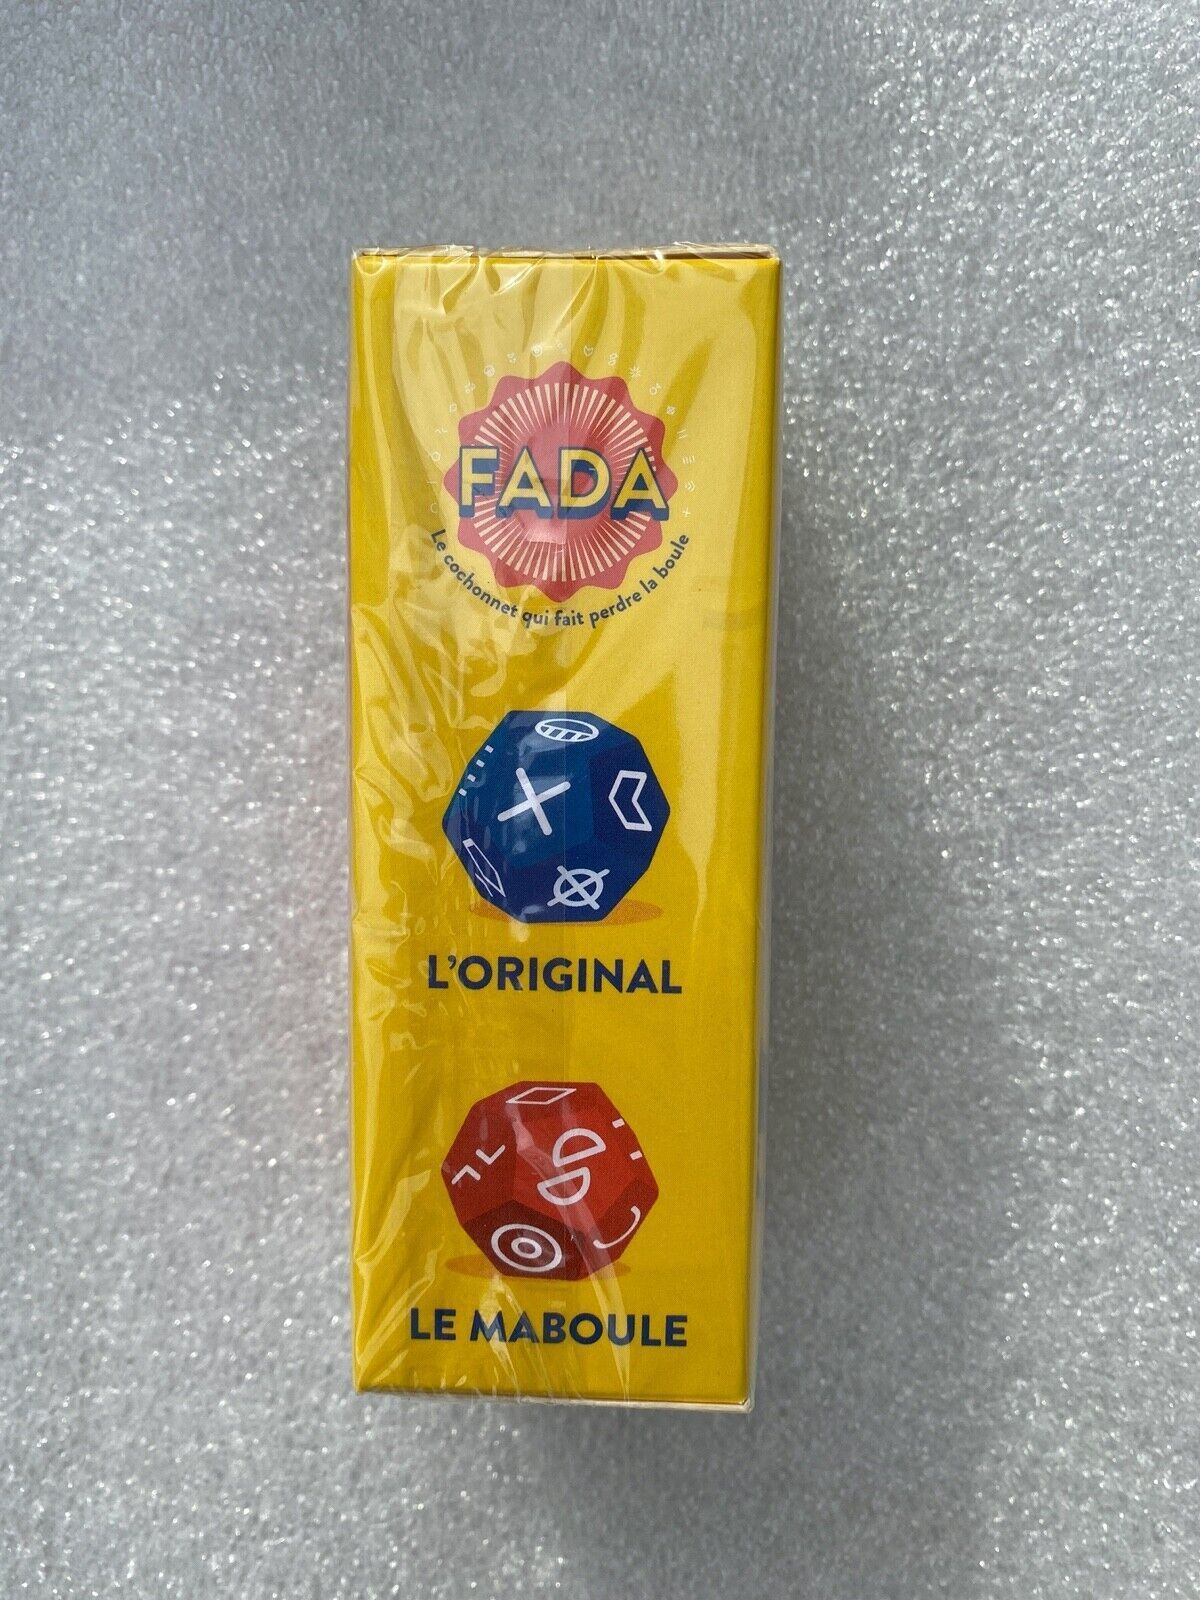 FADA
Le cochonnet qui fait perdre la boule
L'ORIGINAL
LE MABOULE